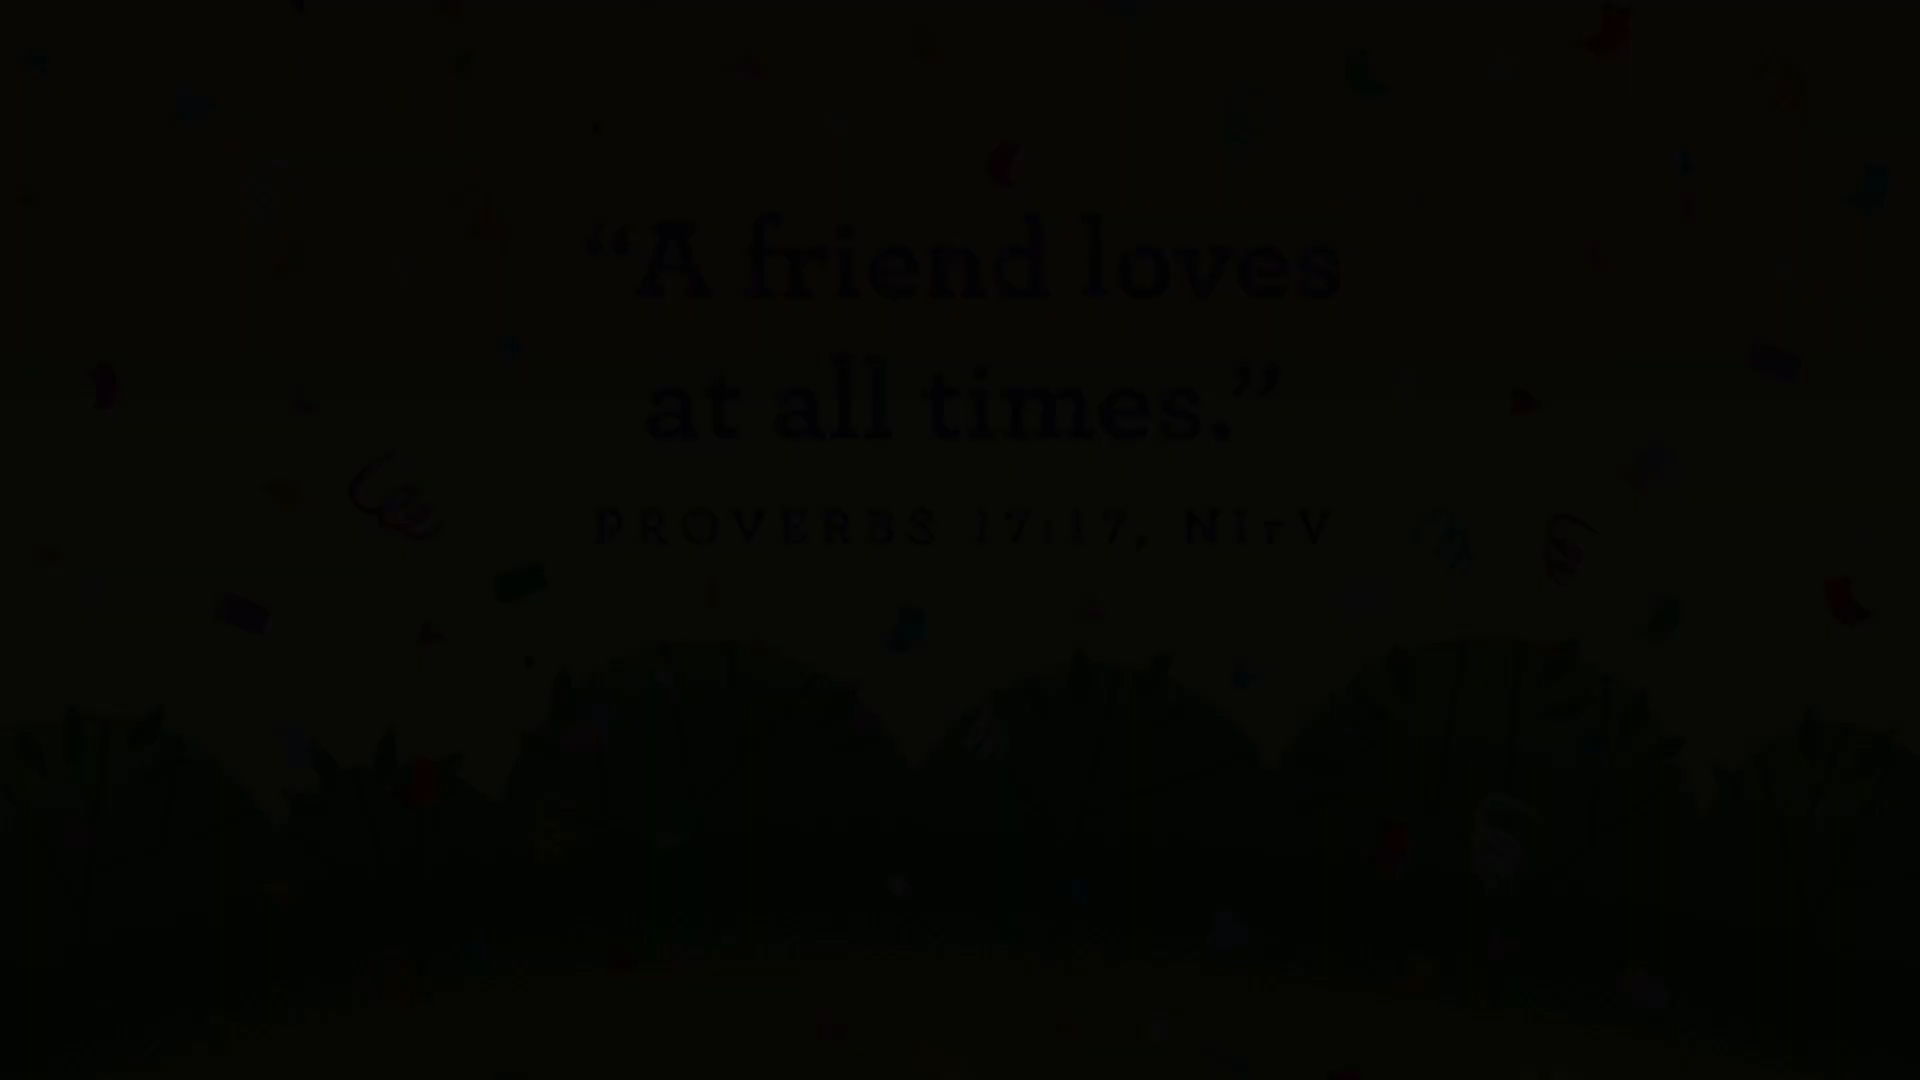 “A friend loves
at all times.”
PROVERBS 17:17, NIrV